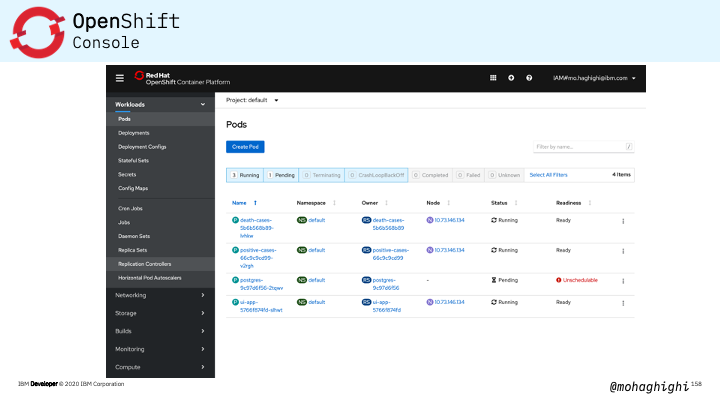 OpenShift
Console
Red Hat
OpenShift Container Platform
IAM#mo.haghighi@ibm.com
Workloads
Pods
Deployments
Deployment Configs
Stateful Sets
Secrets
Config Maps
Cron Jobs
Jobs
Daemon Sets
Replica Sets
Replication Controllers
Horizontal Pod Autoscalers
Networking
Storage
Builds
Monitoring
Compute
Project: default
Pods
Create Pod
Filter by name...
/
3 Running 1 Pending 0 Terminating 0 CrashLoopBackOff 0 Completed 0 Failed 0 Unknown Select All Filters 4 Items
Name Namespace Owner Node Status Readiness
P death-cases- NS default RS death-cases- N 10.73.146.134 Running Ready
5b6b568b89- 5b6b568b89
P positive-cases- NS default RS positive-cases- N 10.73.146.134 Running Ready
66c9c9cd99- 66c9c9cd99
v2rgh
P postgres- NS default RS postgres- - Pending Unschedulable
9c97d6f56-2tqwv 9c97d6f56
P ui-app- NS default RS ui-app- N 10.73.146.134 Running Ready
5766f874fd-slhwt 5766f874fd
IBM Developer © 2020 IBM Corporation
@mohaghighi 158